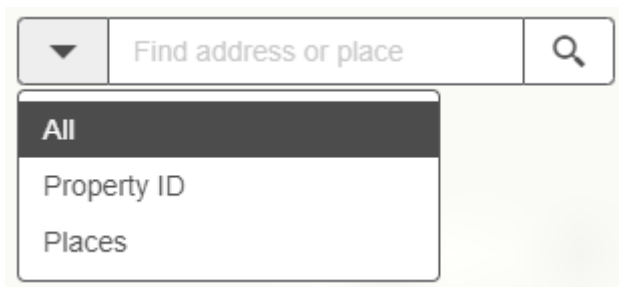 Find address or place
All
Property ID
Places